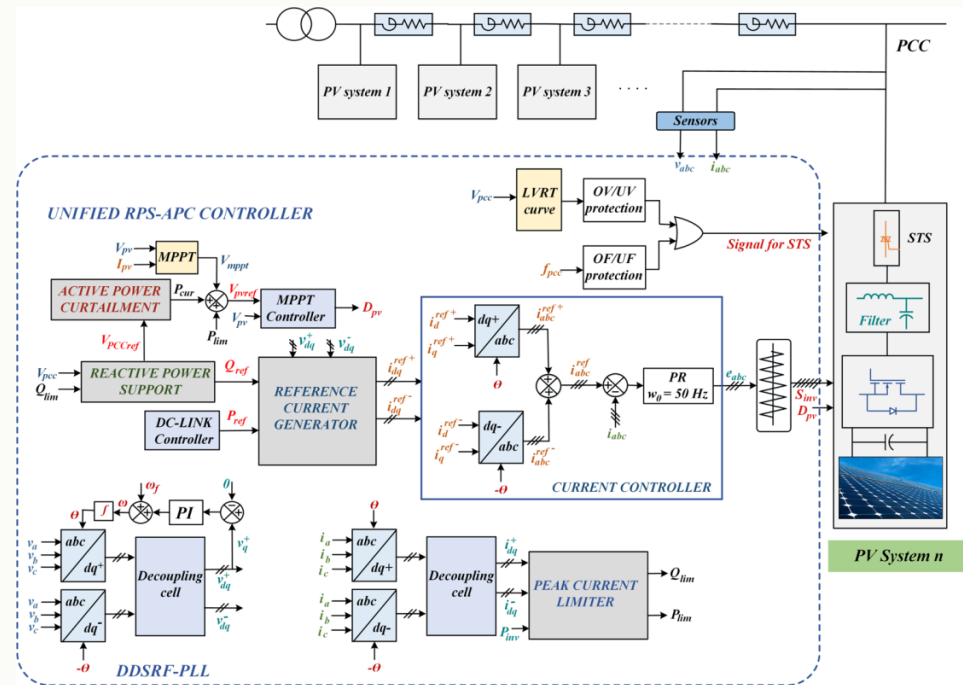 PCC
PV system 1
PV system 2
PV system 3
Sensors
v_abc
i_abc
UNIFIED RPS-APC CONTROLLER
V_pcc
LVRT
curve
OV/UV
protection
f_pcc
OF/UF
protection
Signal for STS
STS
Filter
V_pv
I_pv
MPPT
V_mppt
ACTIVE POWER
CURTAILMENT
P_cur
V_pvref
V_pv
P_lim
MPPT
Controller
D_pv
V_PCCref
V_pcc
Q_lim
REACTIVE POWER
SUPPORT
Q_ref
DC-LINK
Controller
P_ref
v_dq^+
v_dq^-
REFERENCE
CURRENT
GENERATOR
i_dq^ref+
i_dq^ref-
i_d^ref+
i_q^ref+
dq+
abc
i_abc^ref+
Θ
i_d^ref-
i_q^ref-
dq-
abc
i_abc^ref-
-Θ
i_abc^ref
i_abc
PR
w_0 = 50 Hz
e_abc
CURRENT CONTROLLER
S_inv
D_pv
PV System n
ω_f
0
Θ
f
ω
PI
v_q^+
v_a
v_b
v_c
abc
dq+
Decoupling
cell
v_dq^+
v_dq^-
v_a
v_b
v_c
abc
dq-
-Θ
DDSRF-PLL
Θ
i_a
i_b
i_c
abc
dq+
Decoupling
cell
i_dq^+
i_dq^-
P_inv
i_a
i_b
i_c
abc
dq-
-Θ
PEAK CURRENT
LIMITER
Q_lim
P_lim